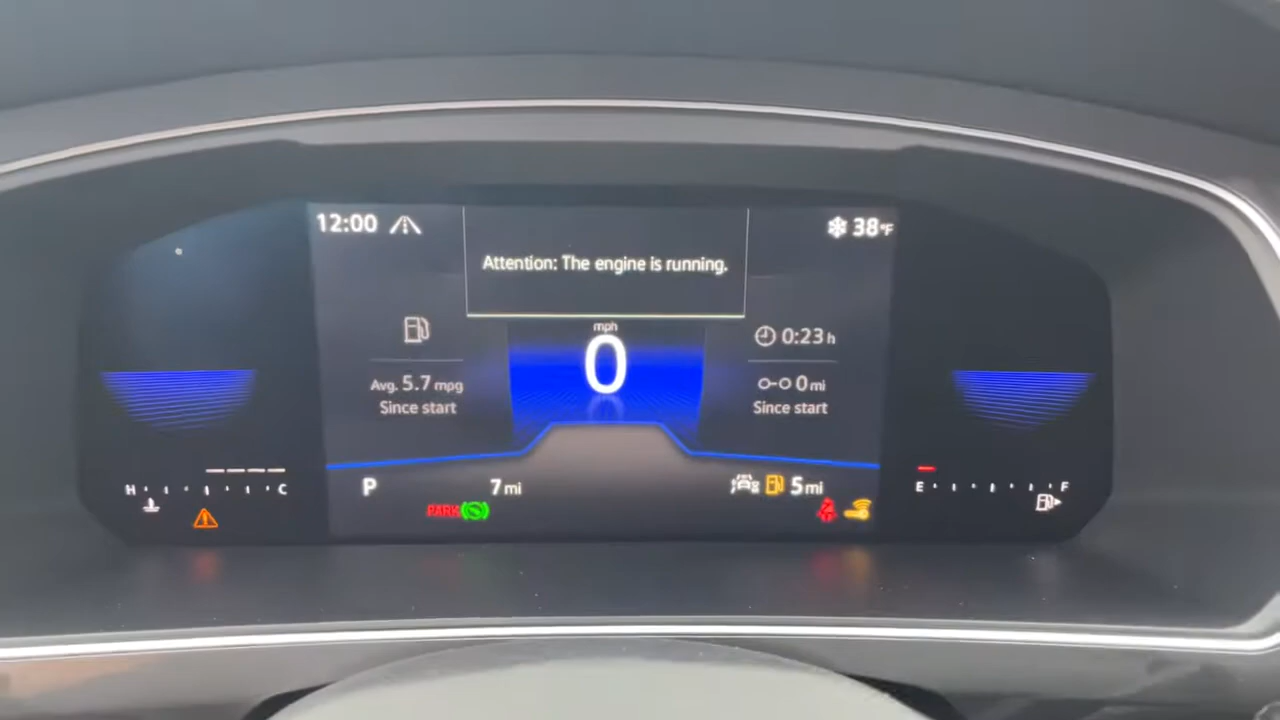 12:00
38°F
Attention: The engine is running.
mph
0
0:23 h
Avg. 5.7 mpg
Since start
0 mi
Since start
H
C
P
7 mi
5 mi
E
F
PARK